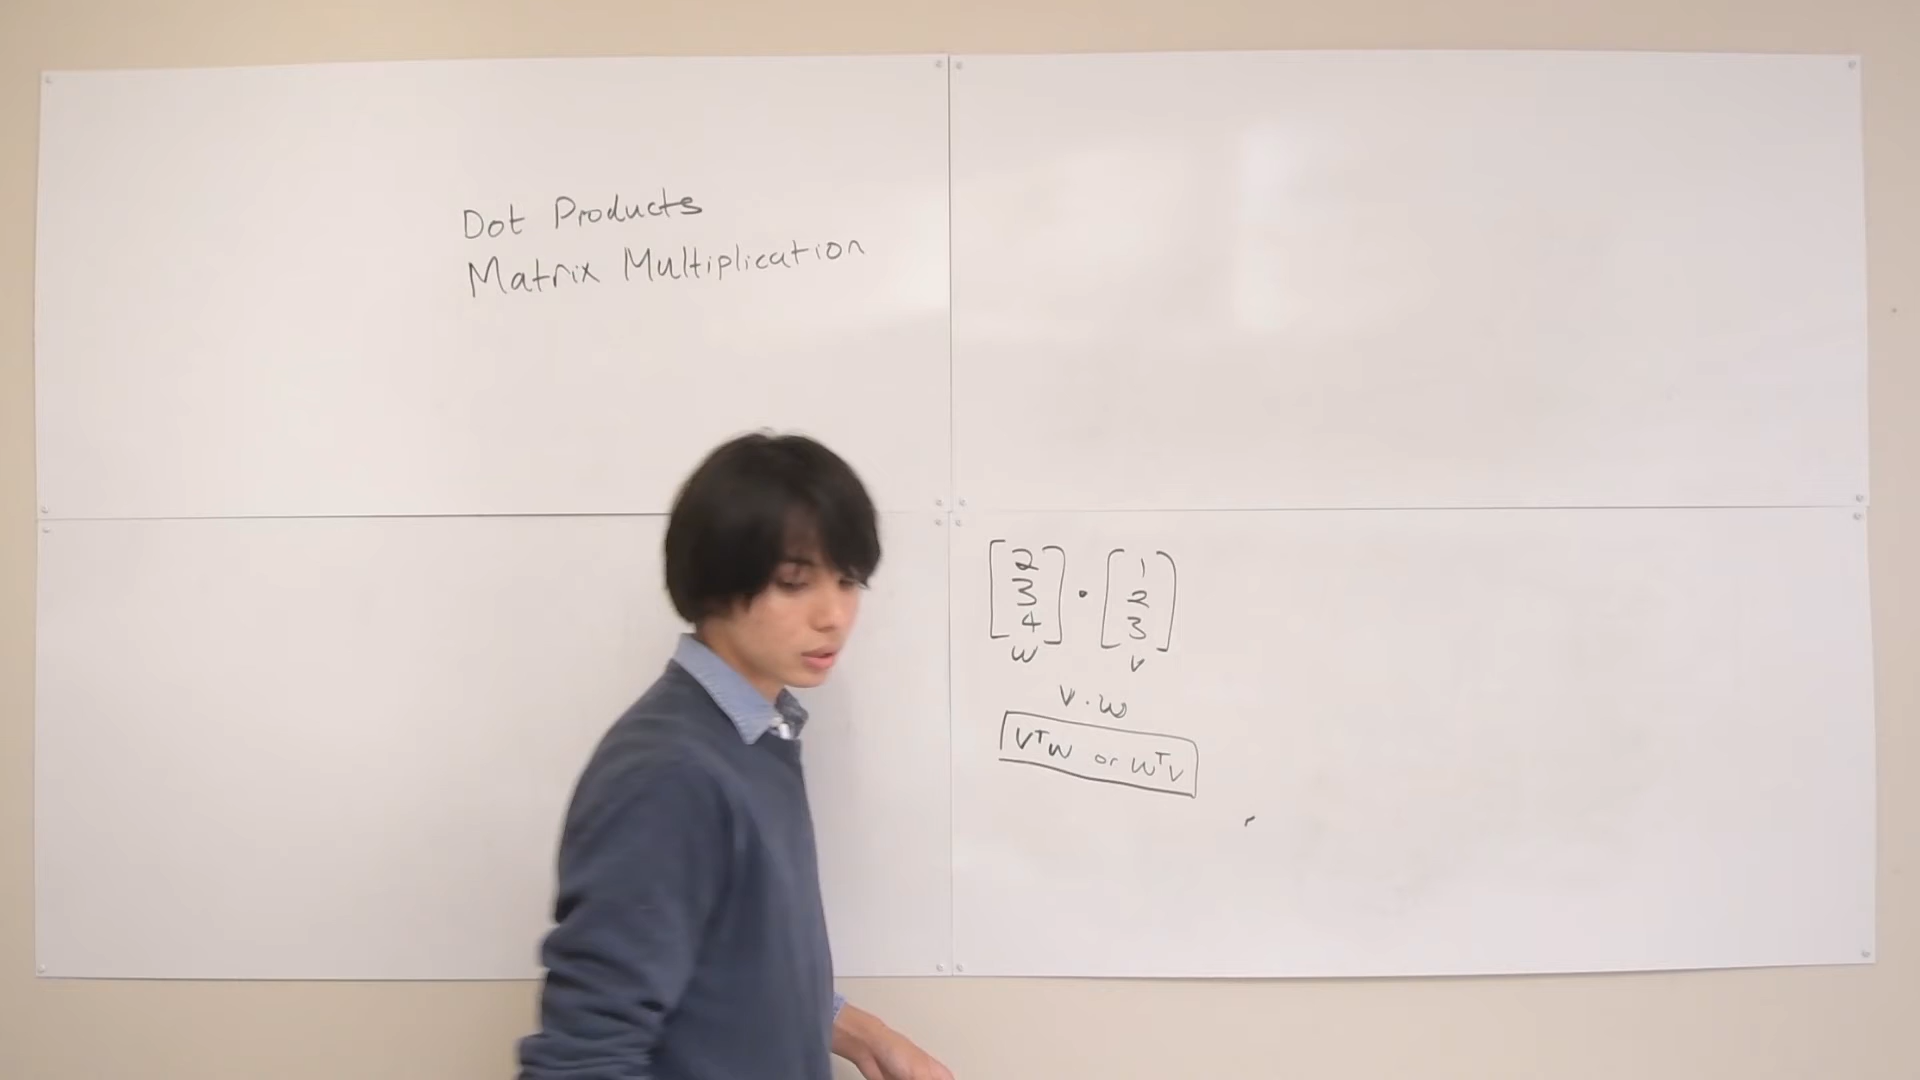 Dot Products
Matrix Multiplication
[2 3 4] · [1 2 3]
w v
v · w
vᵀw or wᵀv